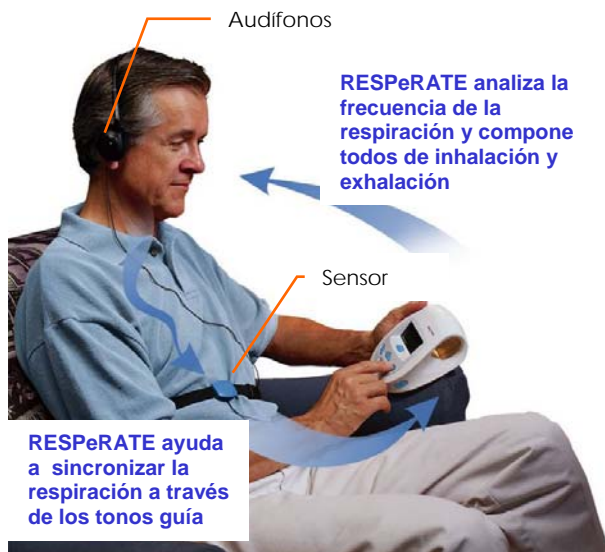 Audífonos
RESPeRATE analiza la
frecuencia de la
respiración y compone
todos de inhalación y
exhalación
Sensor
RESPeRATE ayuda
a sincronizar la
respiración a través
de los tonos guía